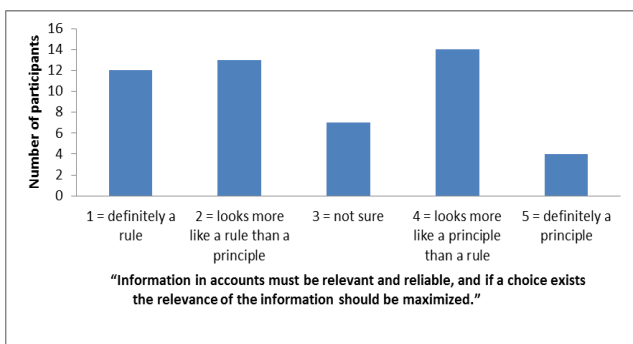 Number of participants
16
14
12
10
8
6
4
2
0
1 = definitely a
rule
2 = looks more
like a rule than a
principle
3 = not sure
4 = looks more
like a principle
than a rule
5 = definitely a
principle
“Information in accounts must be relevant and reliable, and if a choice exists
the relevance of the information should be maximized.”